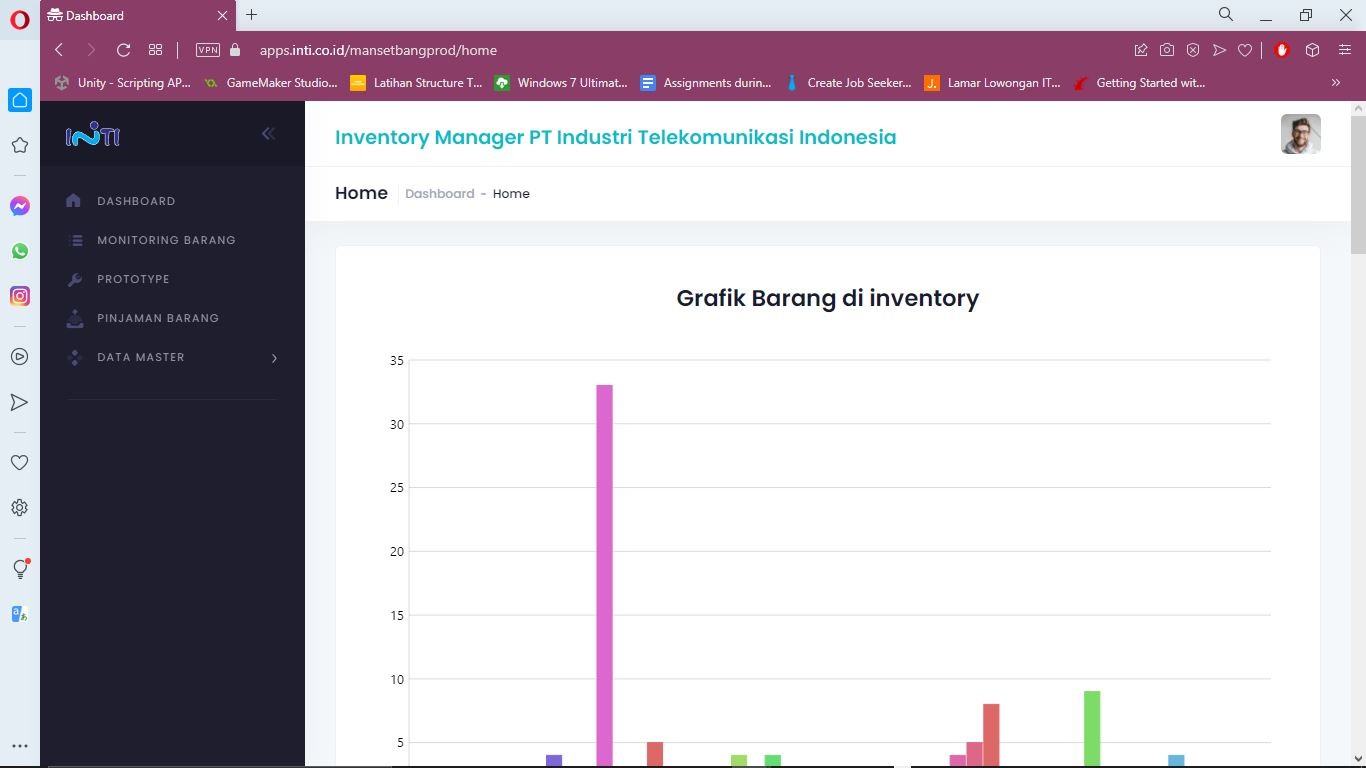 Dashboard
VPN
apps.inti.co.id/mansetbangprod/home
Unity - Scripting AP...
GameMaker Studio...
Latihan Structure T...
Windows 7 Ultimat...
Assignments durin...
Create Job Seeker...
Lamar Lowongan IT...
Getting Started wit...
INTI
Inventory Manager PT Industri Telekomunikasi Indonesia
Home
Dashboard - Home
DASHBOARD
MONITORING BARANG
PROTOTYPE
PINJAMAN BARANG
DATA MASTER
Grafik Barang di inventory
35
30
25
20
15
10
5